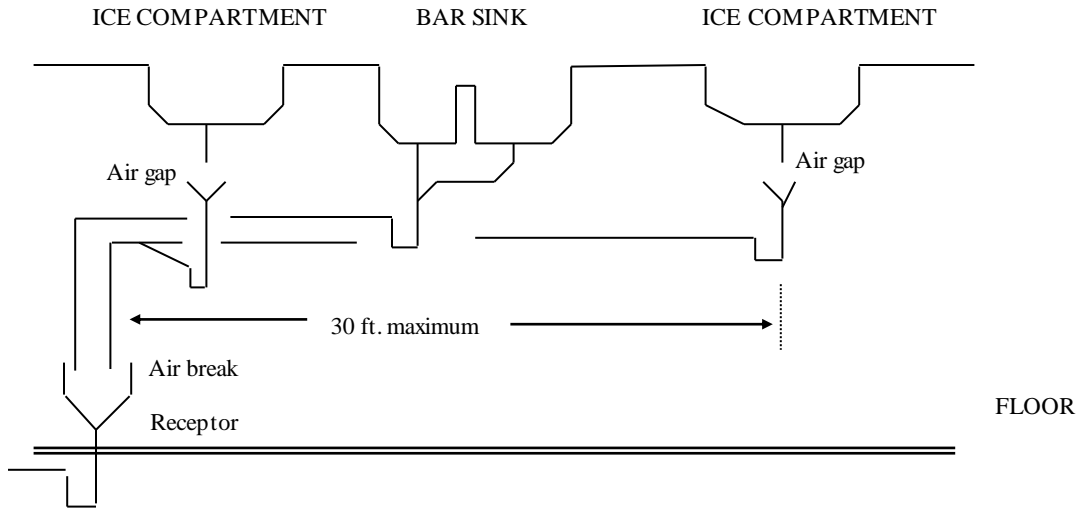 ICE COMPARTMENT BAR SINK ICE COMPARTMENT
Air gap Air gap
30 ft. maximum
Air break
FLOOR
Receptor